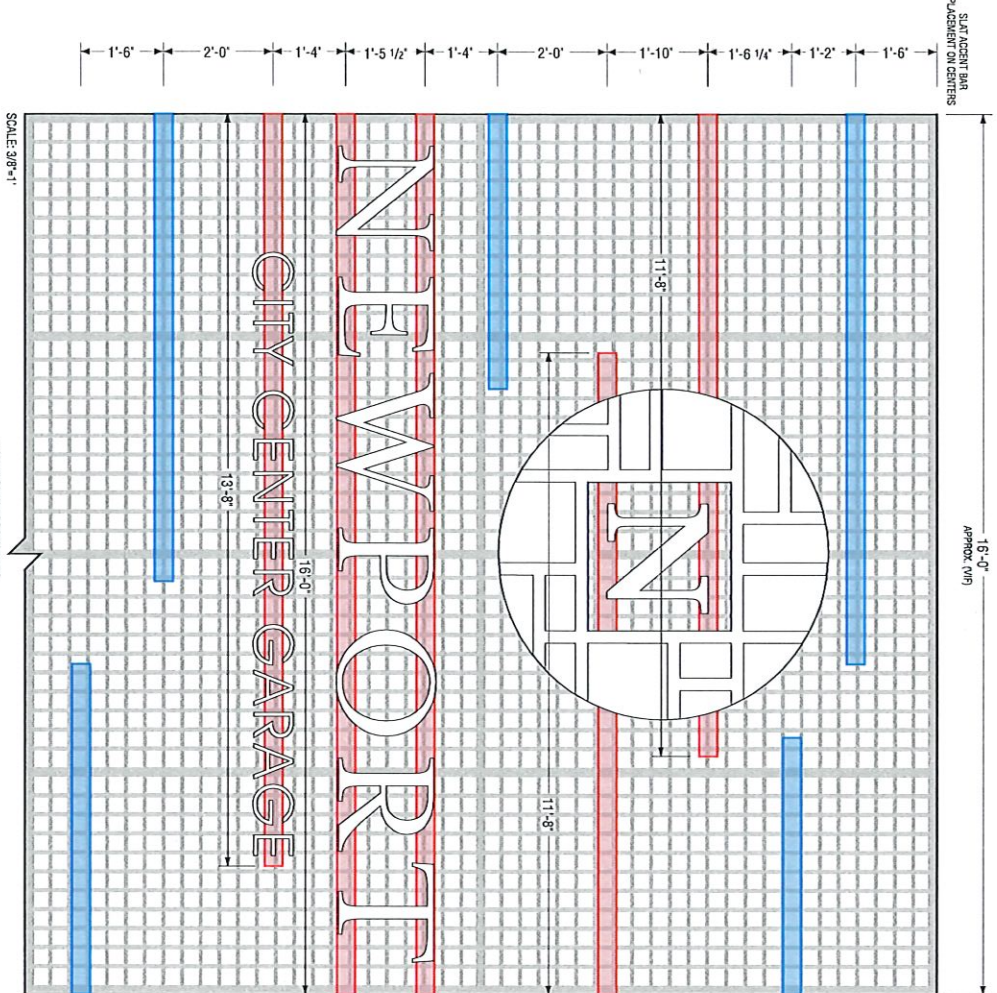 SLAT ACCENT BAR
PLACEMENT ON CENTERS
16'-0"
APPROX. (VIF)
1'-6"
1'-2"
1'-6 1/4"
1'-10"
2'-0"
1'-4"
1'-5 1/2"
1'-4"
2'-0"
1'-6"
11'-8"
N
11'-8"
NEWPORT
16'-0"
CITY CENTER GARAGE
13'-8"
SCALE: 3/8"=1'